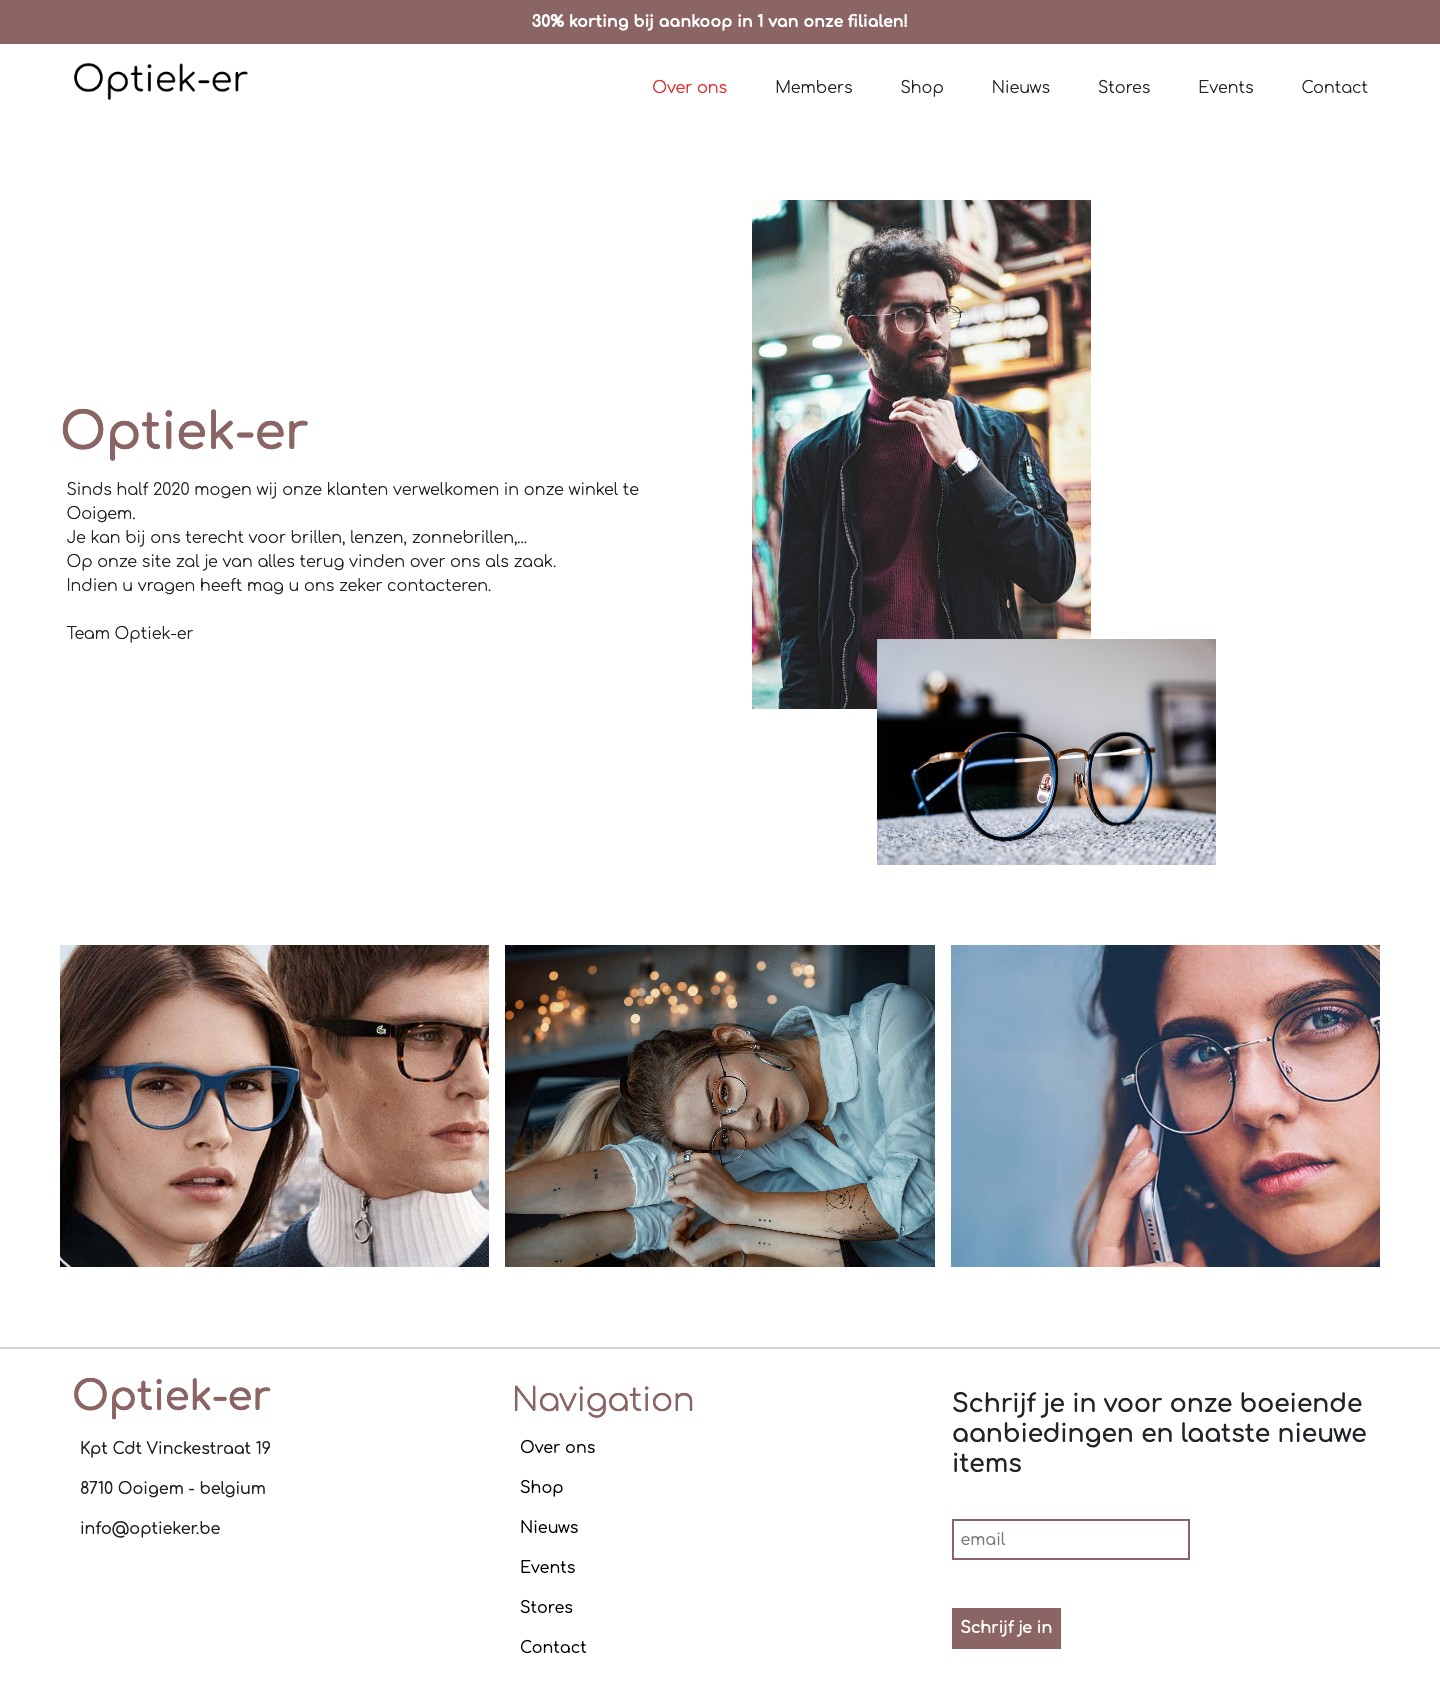 30% korting bij aankoop in 1 van onze filialen!
Optiek-er
Over ons Members Shop Nieuws Stores Events Contact
Optiek-er
Sinds half 2020 mogen wij onze klanten verwelkomen in onze winkel te
Ooigem.
Je kan bij ons terecht voor brillen, lenzen, zonnebrillen,...
Op onze site zal je van alles terug vinden over ons als zaak.
Indien u vragen heeft mag u ons zeker contacteren.
Team Optiek-er
Optiek-er
Kpt Cdt Vinckestraat 19
8710 Ooigem - belgium
info@optieker.be
Navigation
Over ons
Shop
Nieuws
Events
Stores
Contact
Schrijf je in voor onze boeiende
aanbiedingen en laatste nieuwe
items
email
Schrijf je in